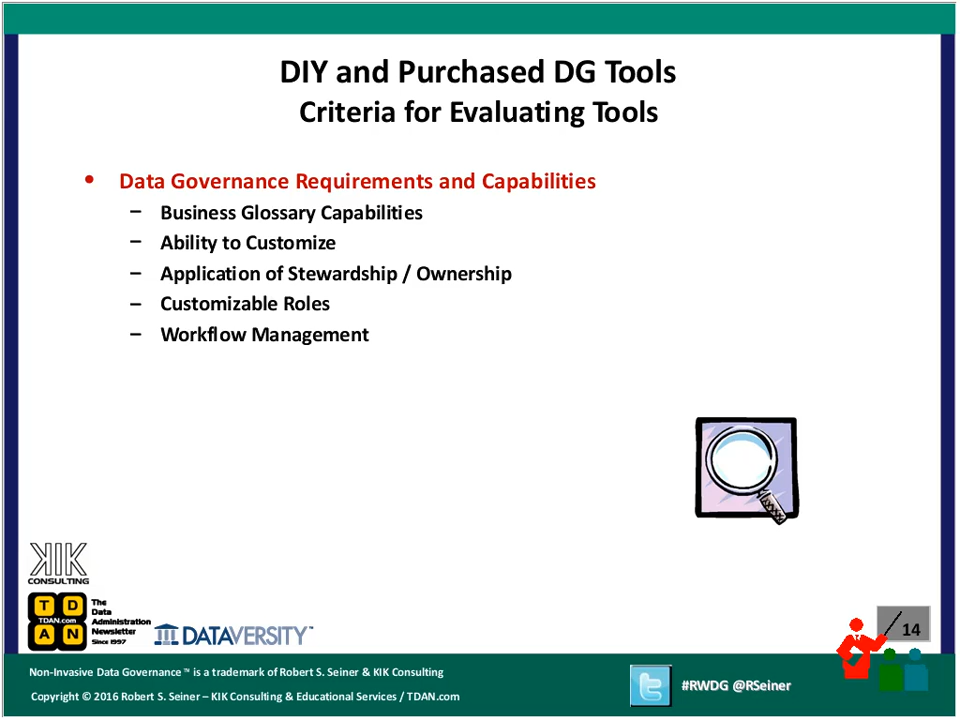 DIY and Purchased DG Tools
Criteria for Evaluating Tools
• Data Governance Requirements and Capabilities
– Business Glossary Capabilities
– Ability to Customize
– Application of Stewardship / Ownership
– Customizable Roles
– Workflow Management
KIK
CONSULTING
T D
TDAN.com
A N
The
Data
Administration
Newsletter
Since 1997
DATAVERSITY™
14
Non-Invasive Data Governance ™ is a trademark of Robert S. Seiner & KIK Consulting
Copyright © 2016 Robert S. Seiner – KIK Consulting & Educational Services / TDAN.com
#RWDG @RSeiner